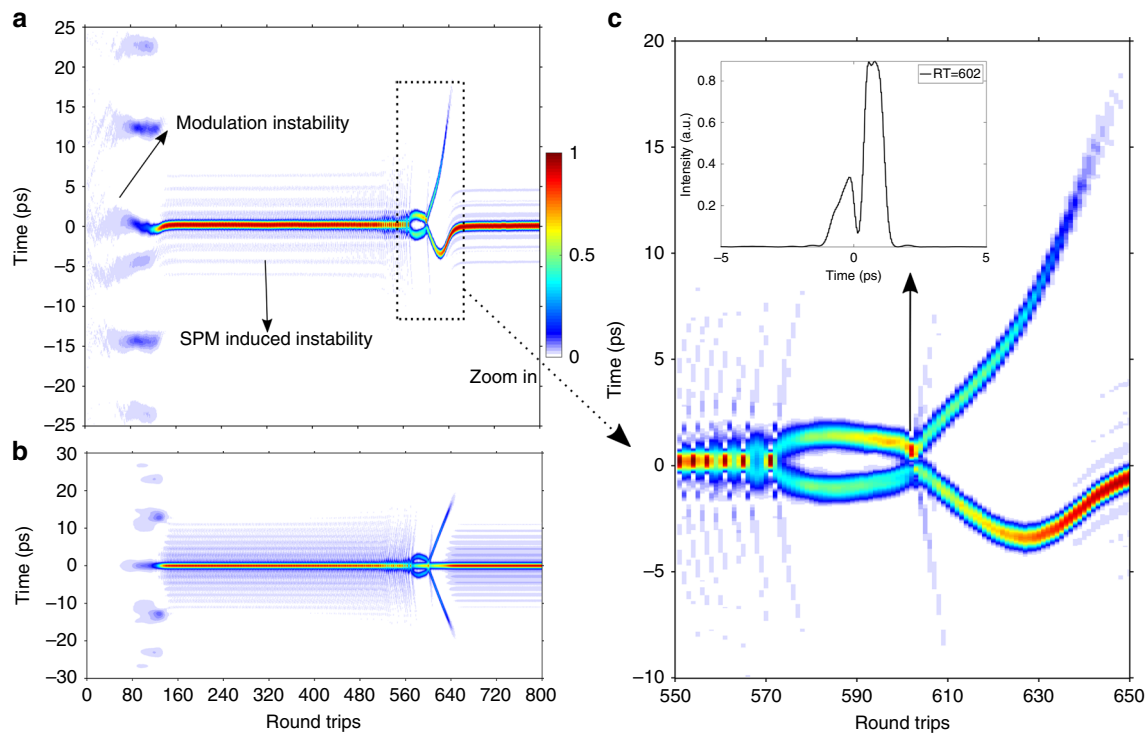 a
25
20
15
10
5
0
–5
–10
–15
–20
–25
Time (ps)
Modulation instability
SPM induced instability
1
0.5
0
Zoom in
b
30
20
10
0
–10
–20
–30
Time (ps)
0 80 160 240 320 400 480 560 640 720 800
Round trips
c
20
15
10
5
0
–5
–10
Time (ps)
550 570 590 610 630 650
Round trips
RT=602
0.8
0.6
0.4
0.2
Intensity (a.u.)
–5 0 5
Time (ps)